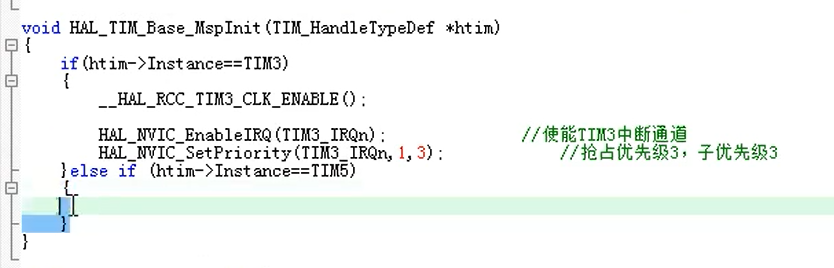 void HAL_TIM_Base_MspInit(TIM_HandleTypeDef *htim)
{
    if(htim->Instance==TIM3)
    {
        __HAL_RCC_TIM3_CLK_ENABLE();
        HAL_NVIC_EnableIRQ(TIM3_IRQn);              //使能TIM3中断通道
        HAL_NVIC_SetPriority(TIM3_IRQn,1,3);            //抢占优先级3，子优先级3
    }else if (htim->Instance==TIM5)
    {
    }
}